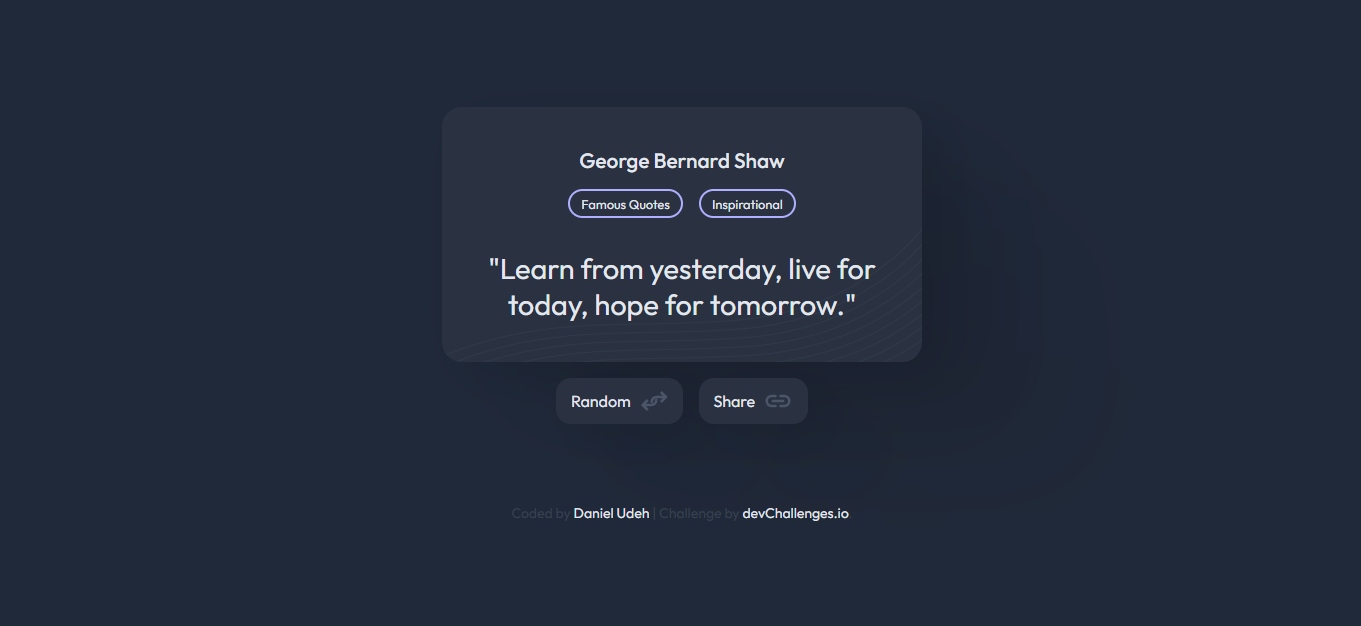 George Bernard Shaw
Famous Quotes Inspirational
"Learn from yesterday, live for
today, hope for tomorrow."
Random Share
Coded by Daniel Udeh | Challenge by devChallenges.io